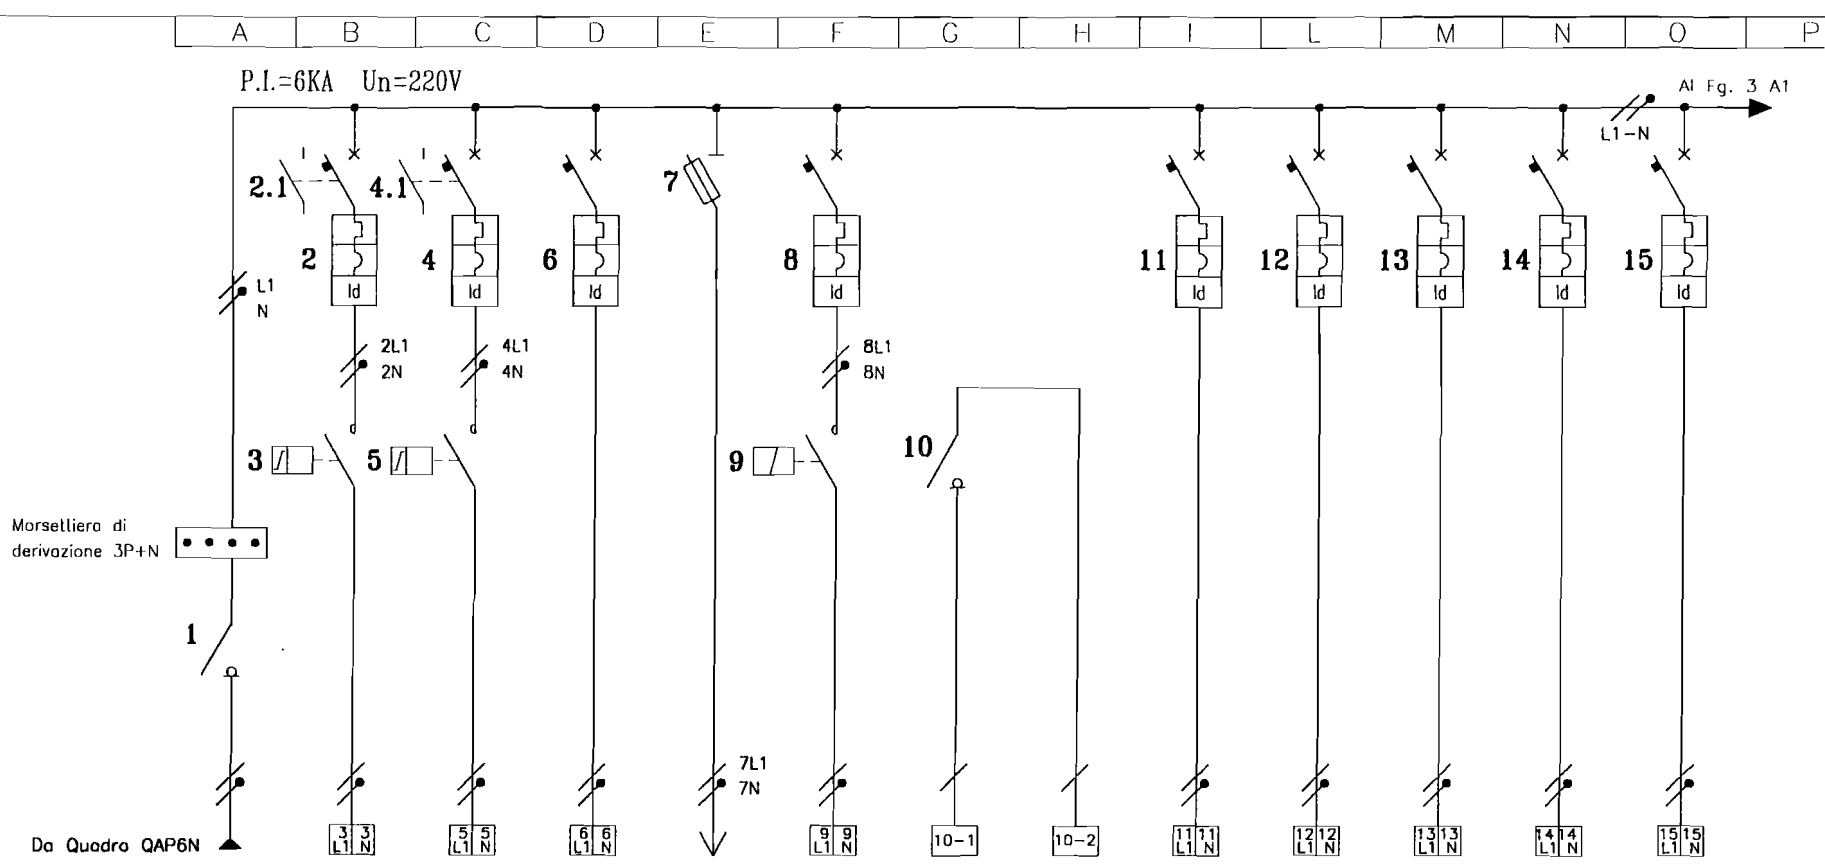 A B C D E F G H I L M N O P
P.I.=6KA Un=220V
Al Fg. 3 A1
L1-N
2.1 4.1 7
2 4 6 8 11 12 13 14 15
Id Id Id Id Id Id Id Id Id
L1
N
2L1 4L1 8L1
2N 4N 8N
3 5 9 10
Morsettiera di
derivazione 3P+N
1
7L1
7N
Da Quadro QAP6N
3 3 5 5 6 6 9 9 10-1 10-2 11 11 12 12 13 13 14 14 15 15
L1 N L1 N L1 N L1 N L1 N L1 N L1 N L1 N L1 N